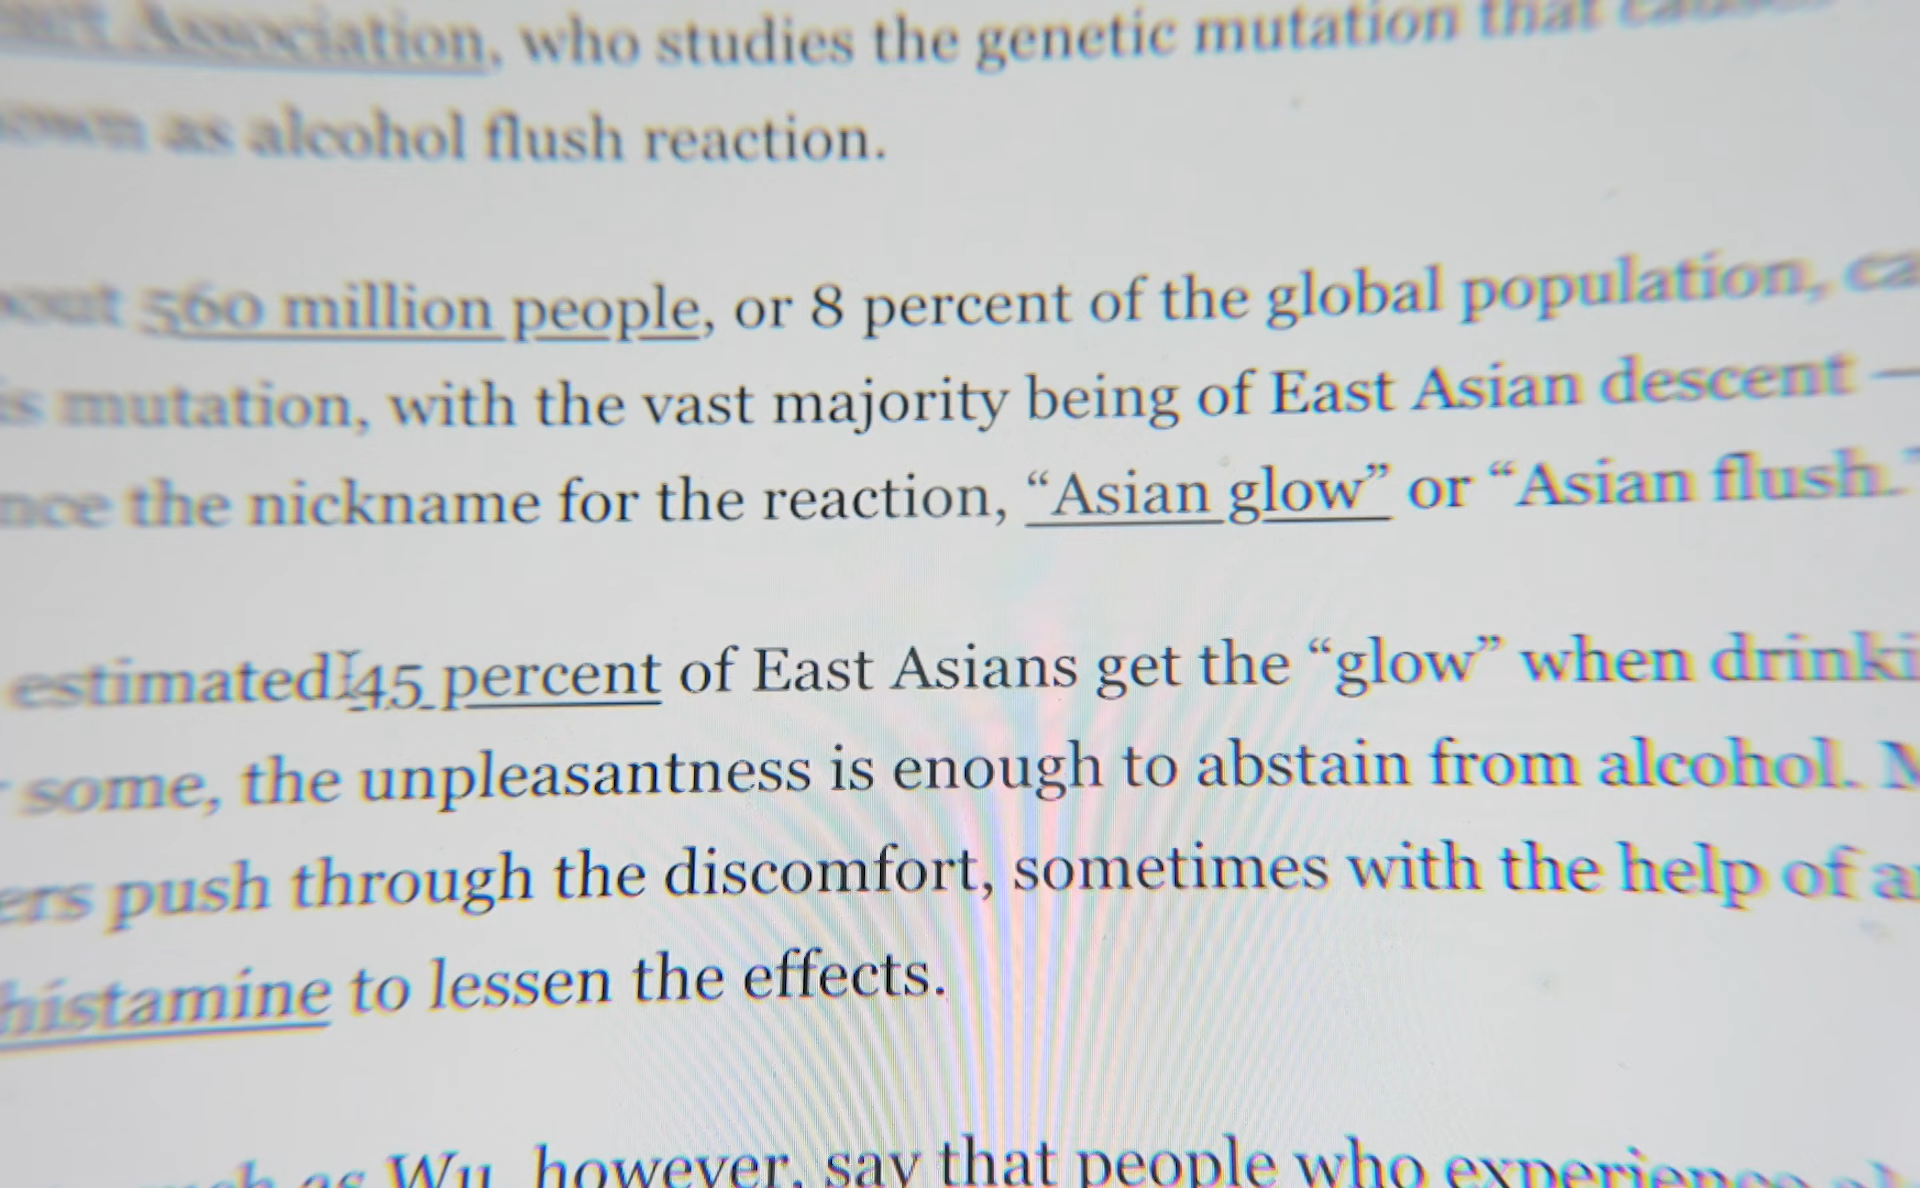 Association, who studies the genetic mutation that
as alcohol flush reaction.
560 million people, or 8 percent of the global population,
mutation, with the vast majority being of East Asian descent —
the nickname for the reaction, “Asian glow” or “Asian flush.”
estimated 45 percent of East Asians get the “glow” when
some, the unpleasantness is enough to abstain from alcohol.
push through the discomfort, sometimes with the help of
histamine to lessen the effects.
as Wu, however, say that people who experience